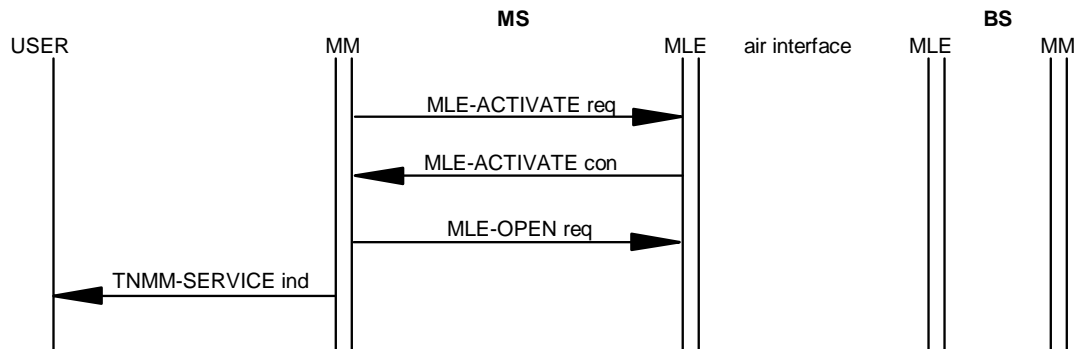 MS BS
USER MM MLE air interface MLE MM
MLE-ACTIVATE req
MLE-ACTIVATE con
MLE-OPEN req
TNMM-SERVICE ind